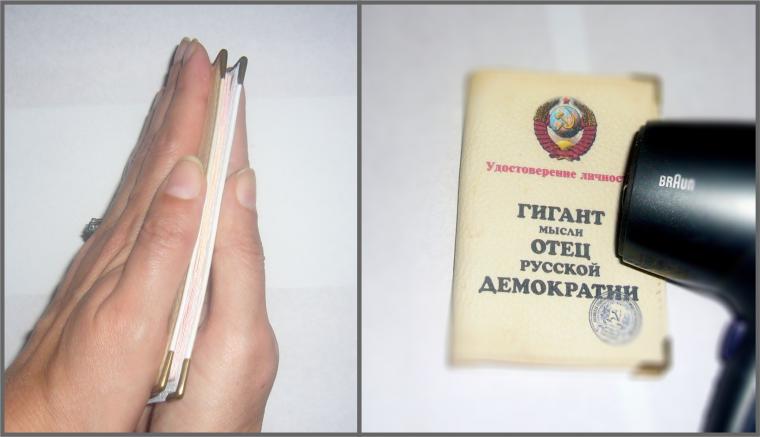 Удостоверение личнос
ГИГАНТ
МЫСЛИ
ОТЕЦ
РУССКОЙ
ДЕМОКРАТИИ
BRAUN